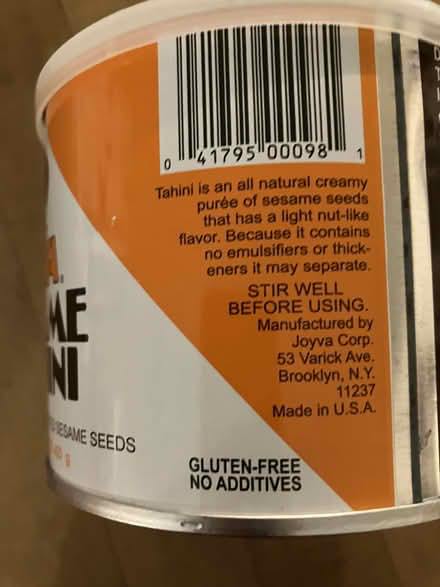 0 41795 00098 1
Tahini is an all natural creamy
purée of sesame seeds
that has a light nut-like
flavor. Because it contains
no emulsifiers or thick-
eners it may separate.
STIR WELL
BEFORE USING.
Manufactured by
Joyva Corp.
53 Varick Ave.
Brooklyn, N.Y.
11237
Made in U.S.A.
SESAME SEEDS
GLUTEN-FREE
NO ADDITIVES